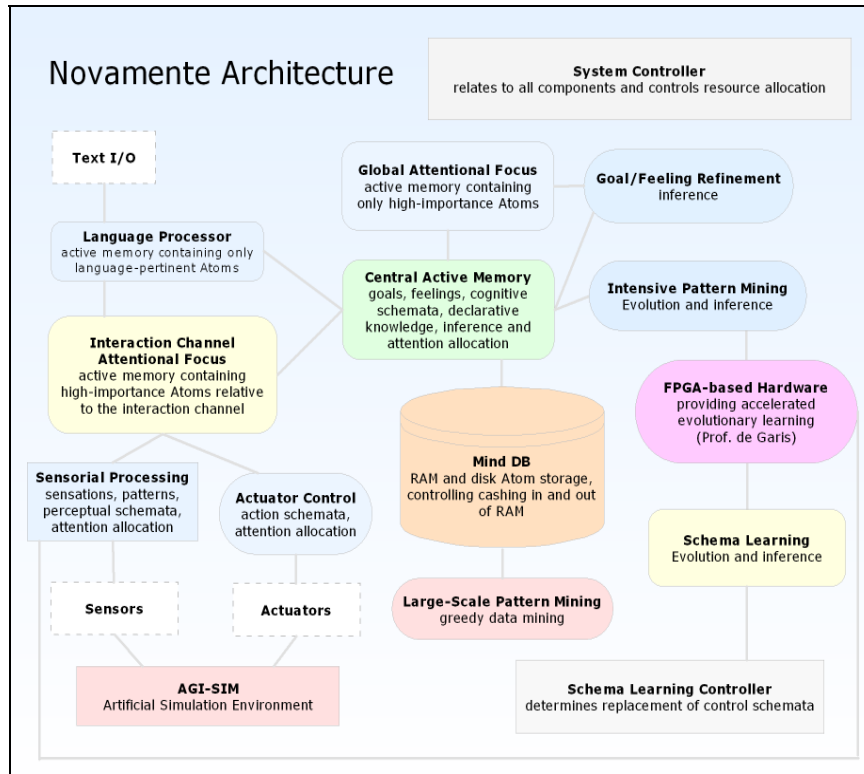 Novamente Architecture
System Controller
relates to all components and controls resource allocation
Text I/O
Global Attentional Focus
active memory containing
only high-importance Atoms
Goal/Feeling Refinement
inference
Language Processor
active memory containing only
language-pertinent Atoms
Central Active Memory
goals, feelings, cognitive
schemata, declarative
knowledge, inference and
attention allocation
Intensive Pattern Mining
Evolution and inference
Interaction Channel
Attentional Focus
active memory containing
high-importance Atoms relative
to the interaction channel
FPGA-based Hardware
providing accelerated
evolutionary learning
(Prof. de Garis)
Mind DB
RAM and disk Atom storage,
controlling cashing in and out
of RAM
Sensorial Processing
sensations, patterns,
perceptual schemata,
attention allocation
Actuator Control
action schemata,
attention allocation
Schema Learning
Evolution and inference
Sensors
Actuators
Large-Scale Pattern Mining
greedy data mining
AGI-SIM
Artificial Simulation Environment
Schema Learning Controller
determines replacement of control schemata